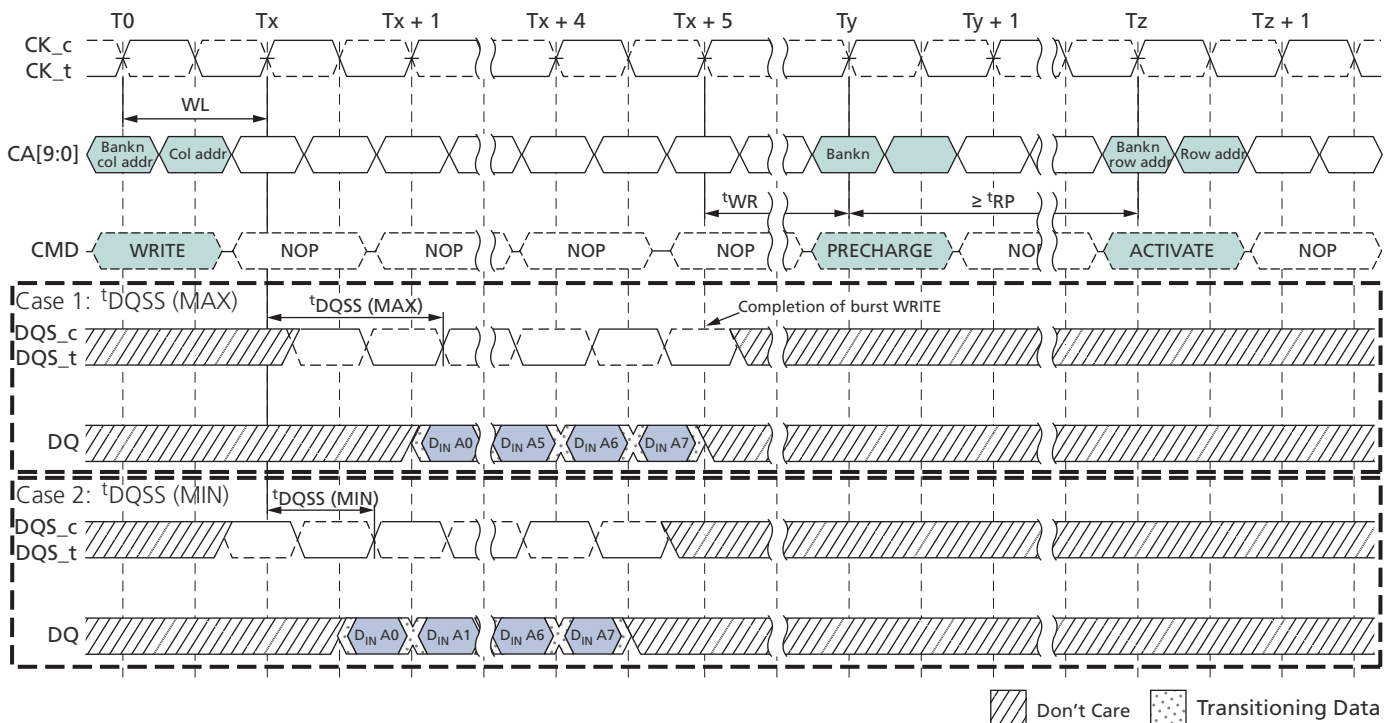 T0 Tx Tx + 1 Tx + 4 Tx + 5 Ty Ty + 1 Tz Tz + 1
CK_c
CK_t
WL
CA[9:0] Bankn col addr Col addr Bankn Bankn row addr Row addr
tWR ≥ tRP
CMD WRITE NOP NOP NOP NOP PRECHARGE NOP ACTIVATE NOP
Case 1: tDQSS (MAX) tDQSS (MAX) Completion of burst WRITE
DQS_c
DQS_t
DQ DIN A0 DIN A5 DIN A6 DIN A7
Case 2: tDQSS (MIN) tDQSS (MIN)
DQS_c
DQS_t
DQ DIN A0 DIN A1 DIN A6 DIN A7
Don't Care Transitioning Data